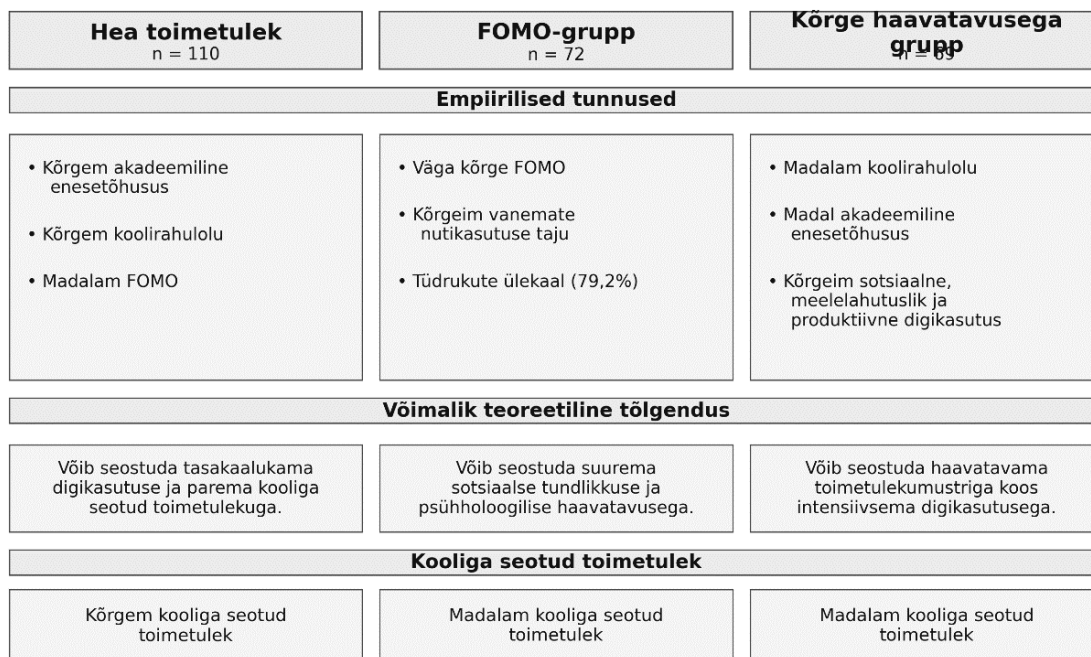 Hea toimetulek
n = 110
FOMO-grupp
n = 72
Kõrge haavatavusega
grupp
n = 69
Empiirilised tunnused
• Kõrgem akadeemiline
enesetõhusus
• Kõrgem koolirahulolu
• Madalam FOMO
• Väga kõrge FOMO
• Kõrgeim vanemate
nutikasutuse taju
• Tüdrukute ülekaal (79,2%)
• Madalam koolirahulolu
• Madal akadeemiline
enesetõhusus
• Kõrgeim sotsiaalne,
meelelahutuslik ja
produktiivne digikasutus
Võimalik teoreetiline tõlgendus
Võib seostuda tasakaalukama
digikasutuse ja parema kooliga
seotud toimetulekuga.
Võib seostuda suurema
sotsiaalse tundlikkuse ja
psühholoogilise haavatavusega.
Võib seostuda haavatavama
toimetulekumustriga koos
intensiivsema digikasutusega.
Kooliga seotud toimetulek
Kõrgem kooliga seotud
toimetulek
Madalam kooliga seotud
toimetulek
Madalam kooliga seotud
toimetulek